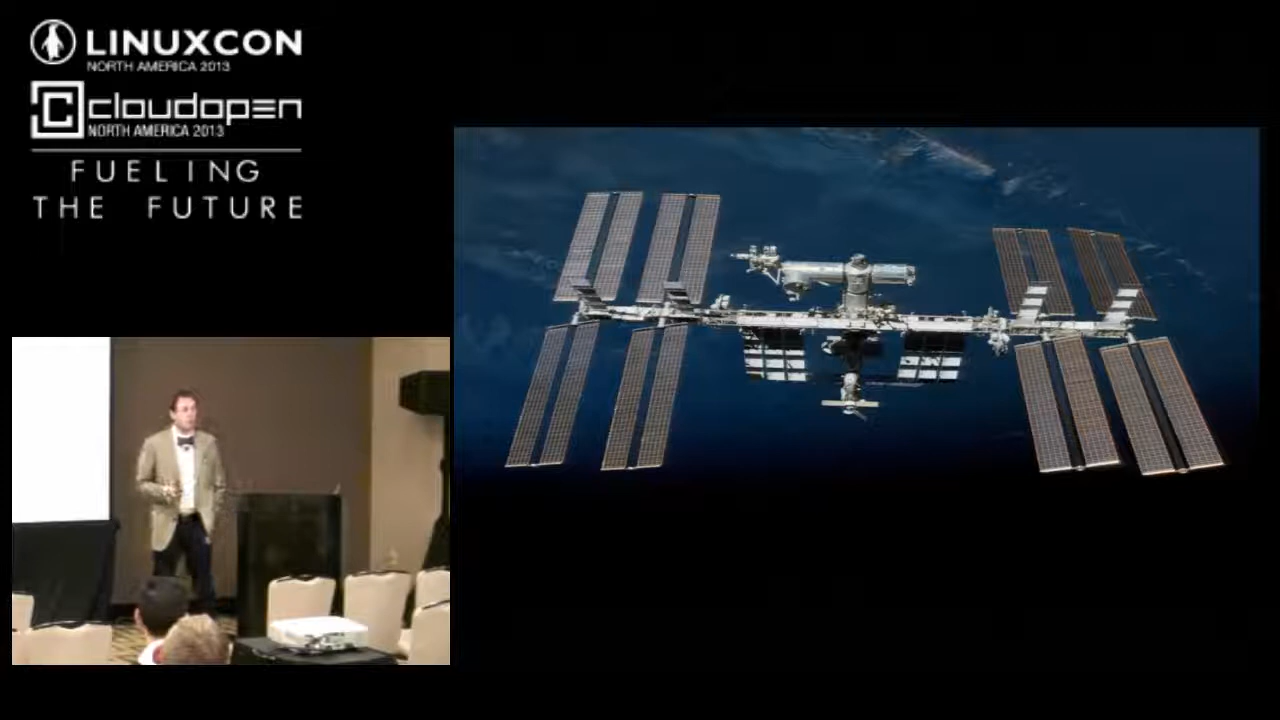 LINUXCON
NORTH AMERICA 2013
cloudopen
NORTH AMERICA 2013
FUELING
THE FUTURE